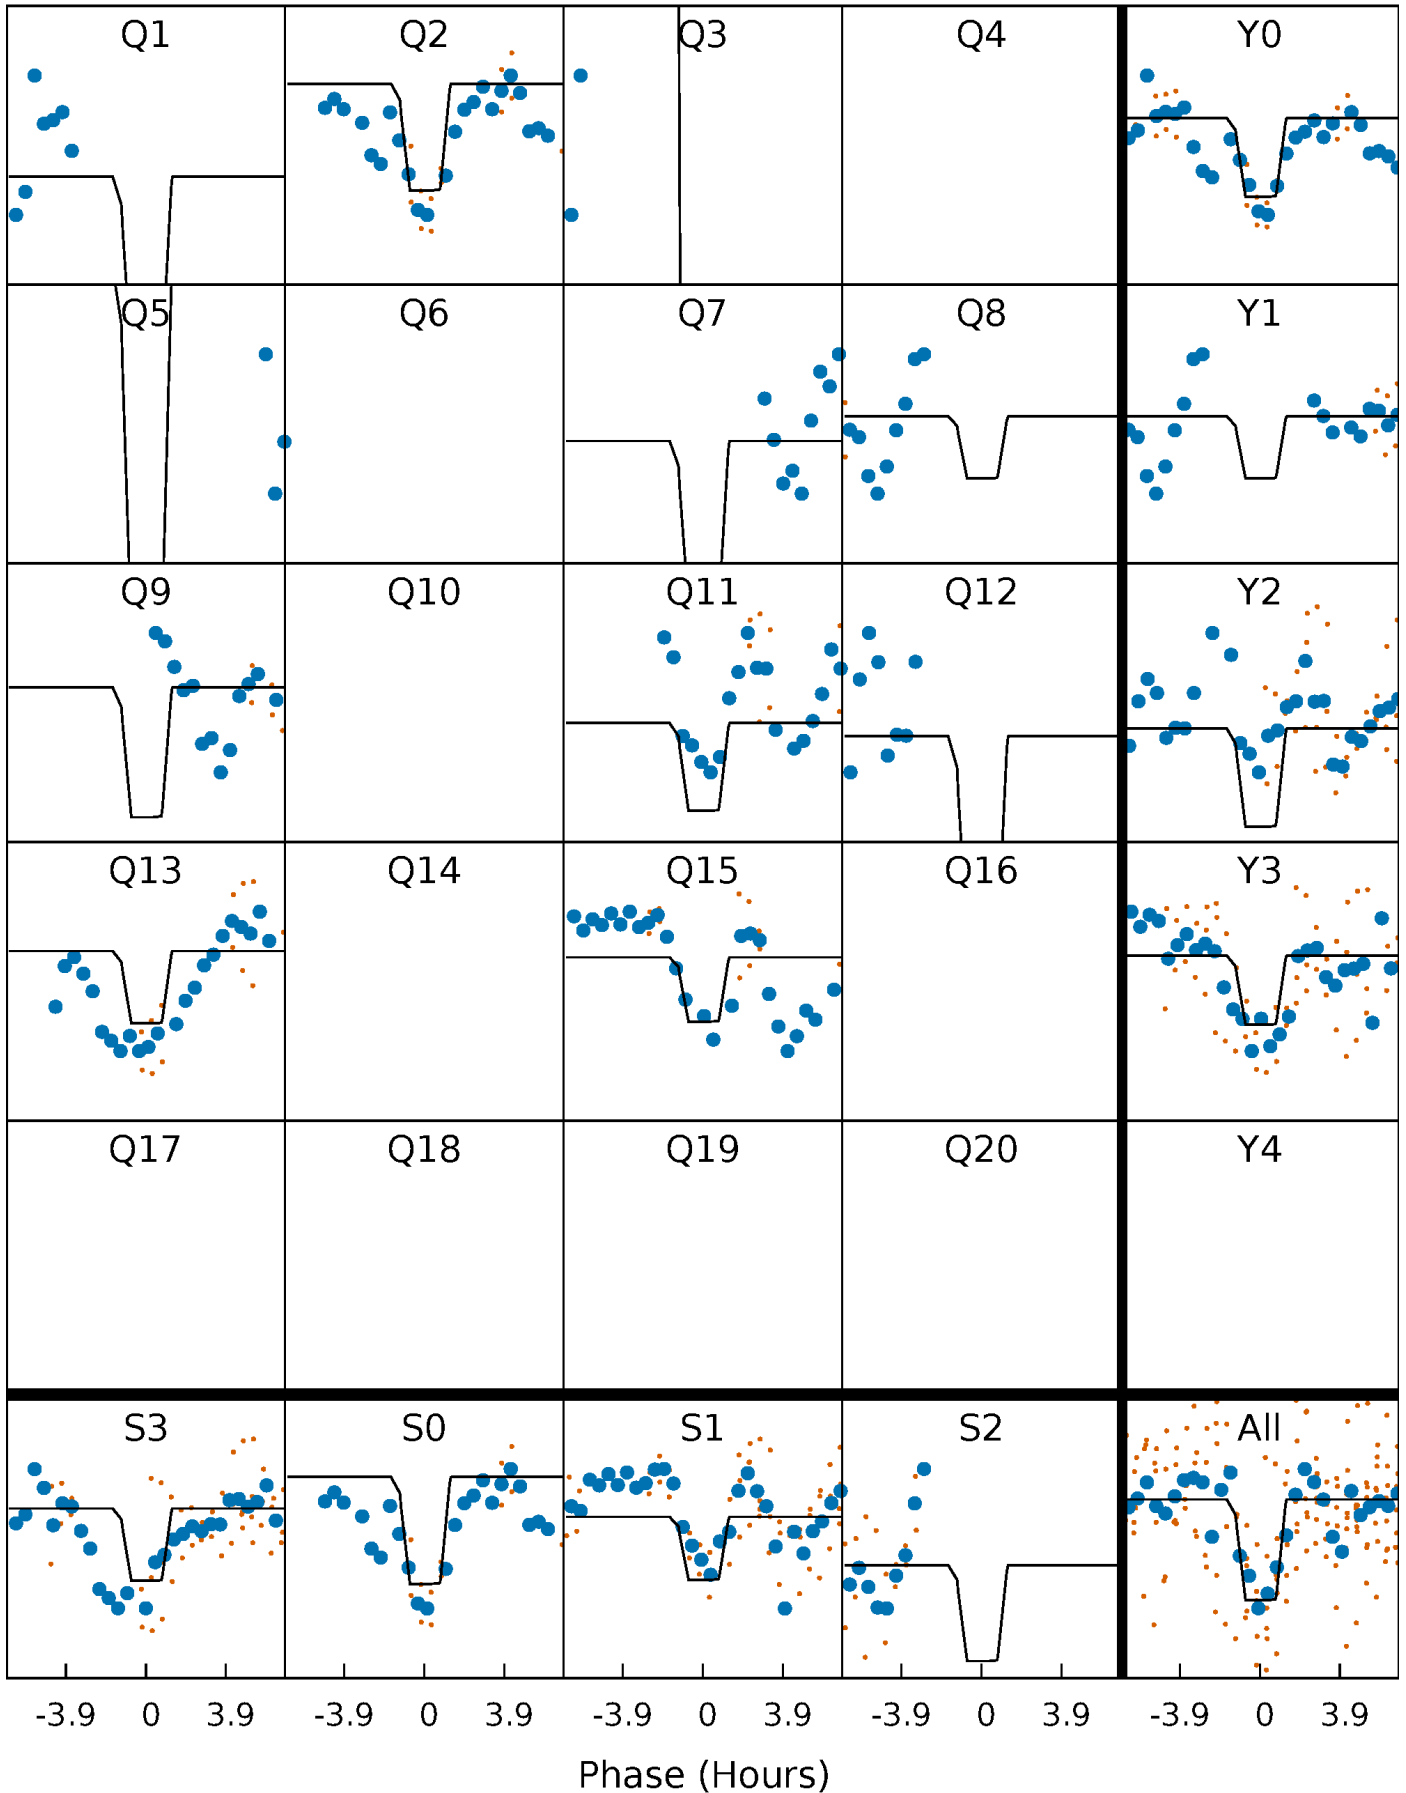 Q1 Q2 Q3 Q4 Y0
Q5 Q6 Q7 Q8 Y1
Q9 Q10 Q11 Q12 Y2
Q13 Q14 Q15 Q16 Y3
Q17 Q18 Q19 Q20 Y4
S3 S0 S1 S2 All
-3.9 0 3.9 -3.9 0 3.9 -3.9 0 3.9 -3.9 0 3.9 -3.9 0 3.9
Phase (Hours)